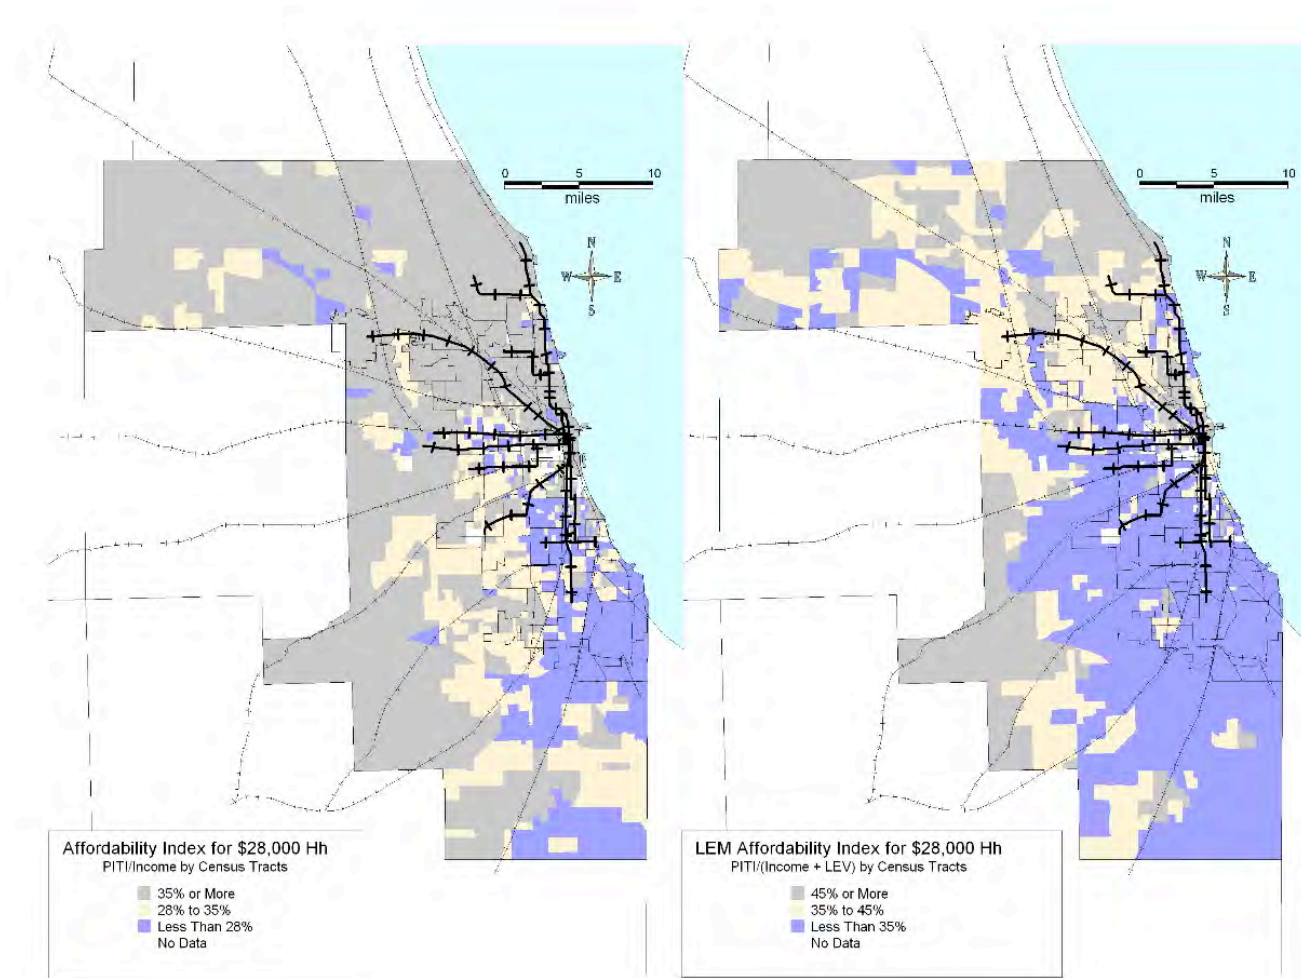 0 5 10
miles
N
W E
S
Affordability Index for $28,000 Hh
PITI/Income by Census Tracts
35% or More
28% to 35%
Less Than 28%
No Data
0 5 10
miles
N
W E
S
LEM Affordability Index for $28,000 Hh
PITI/(Income + LEV) by Census Tracts
45% or More
35% to 45%
Less Than 35%
No Data